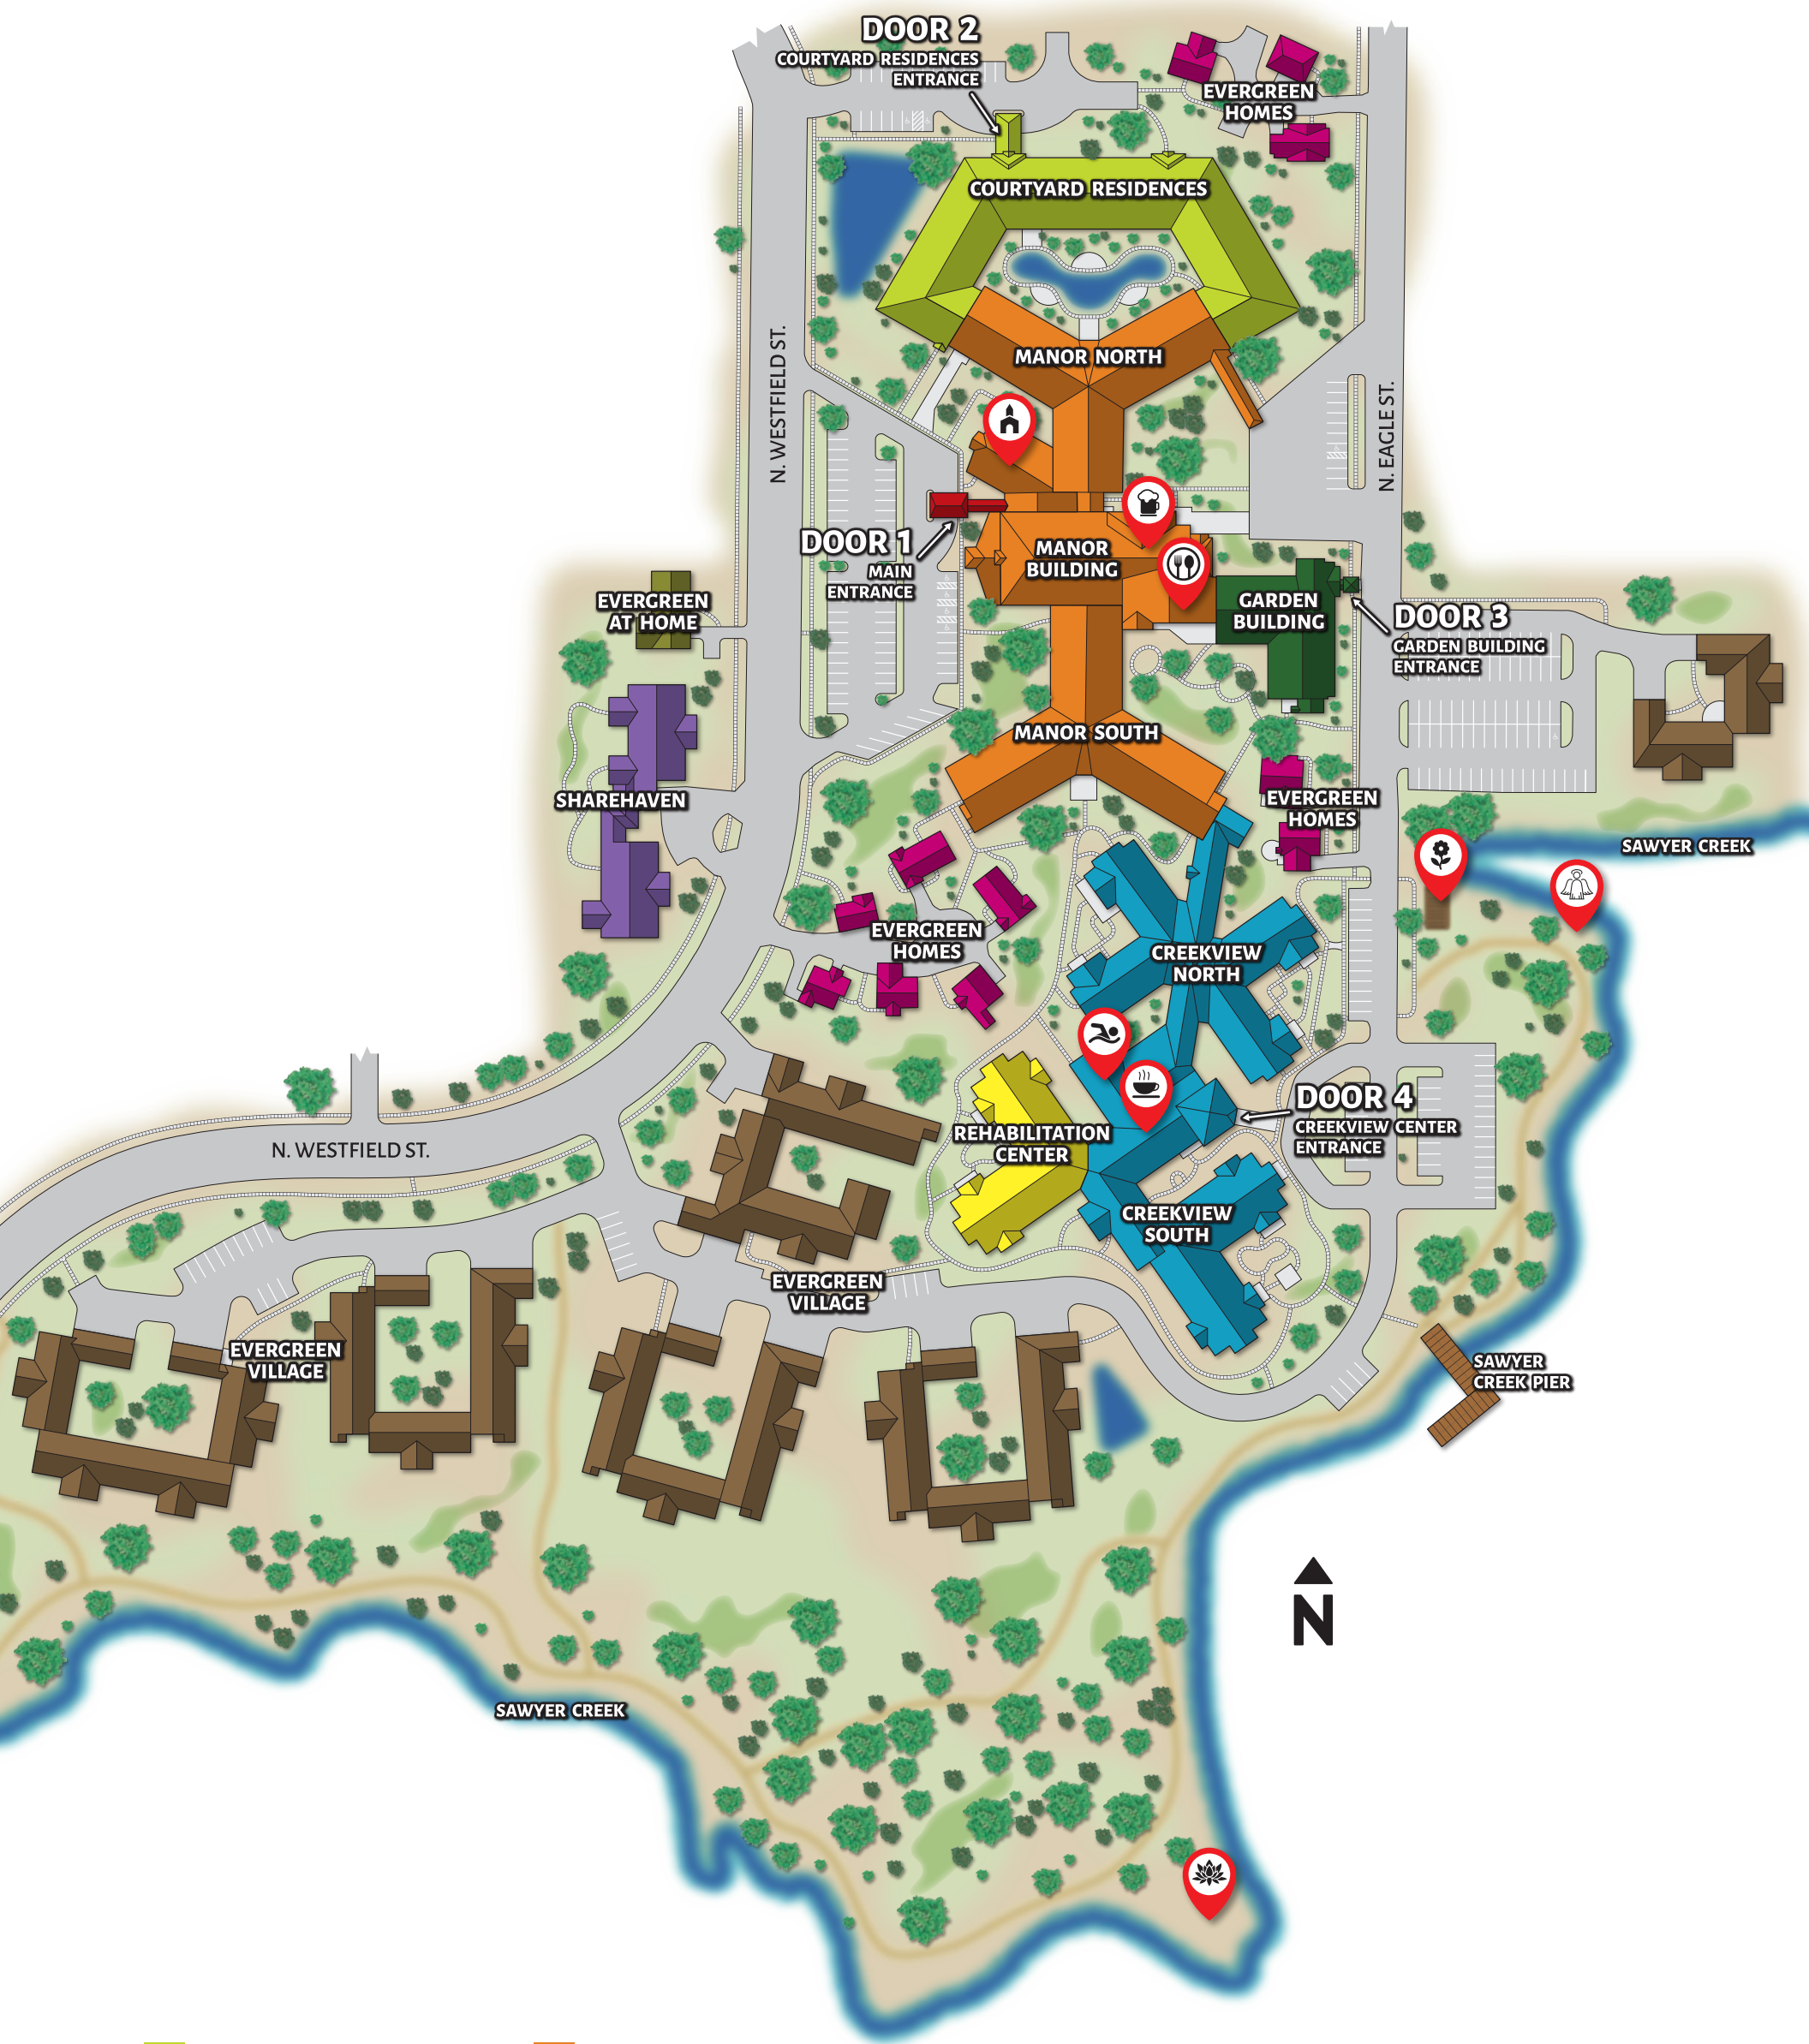 DOOR 2
COURTYARD RESIDENCES
ENTRANCE
EVERGREEN
HOMES
COURTYARD RESIDENCES
N. WESTFIELD ST.
MANOR NORTH
N. EAGLE ST.
DOOR 1
MAIN
ENTRANCE
MANOR
BUILDING
EVERGREEN
AT HOME
GARDEN
BUILDING
DOOR 3
GARDEN BUILDING
ENTRANCE
MANOR SOUTH
SHAREHAVEN
EVERGREEN
HOMES
SAWYER CREEK
EVERGREEN
HOMES
CREEKVIEW
NORTH
DOOR 4
CREEKVIEW CENTER
ENTRANCE
REHABILITATION
CENTER
N. WESTFIELD ST.
CREEKVIEW
SOUTH
EVERGREEN
VILLAGE
EVERGREEN
VILLAGE
SAWYER
CREEK PIER
N
SAWYER CREEK